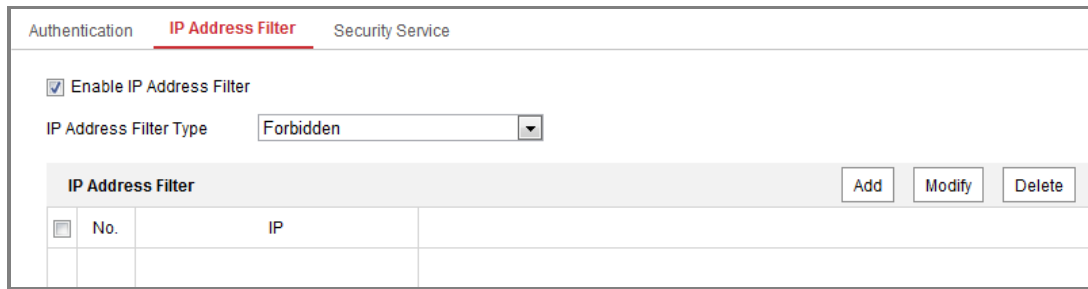 Authentication IP Address Filter Security Service
Enable IP Address Filter
IP Address Filter Type Forbidden
IP Address Filter Add Modify Delete
No. IP